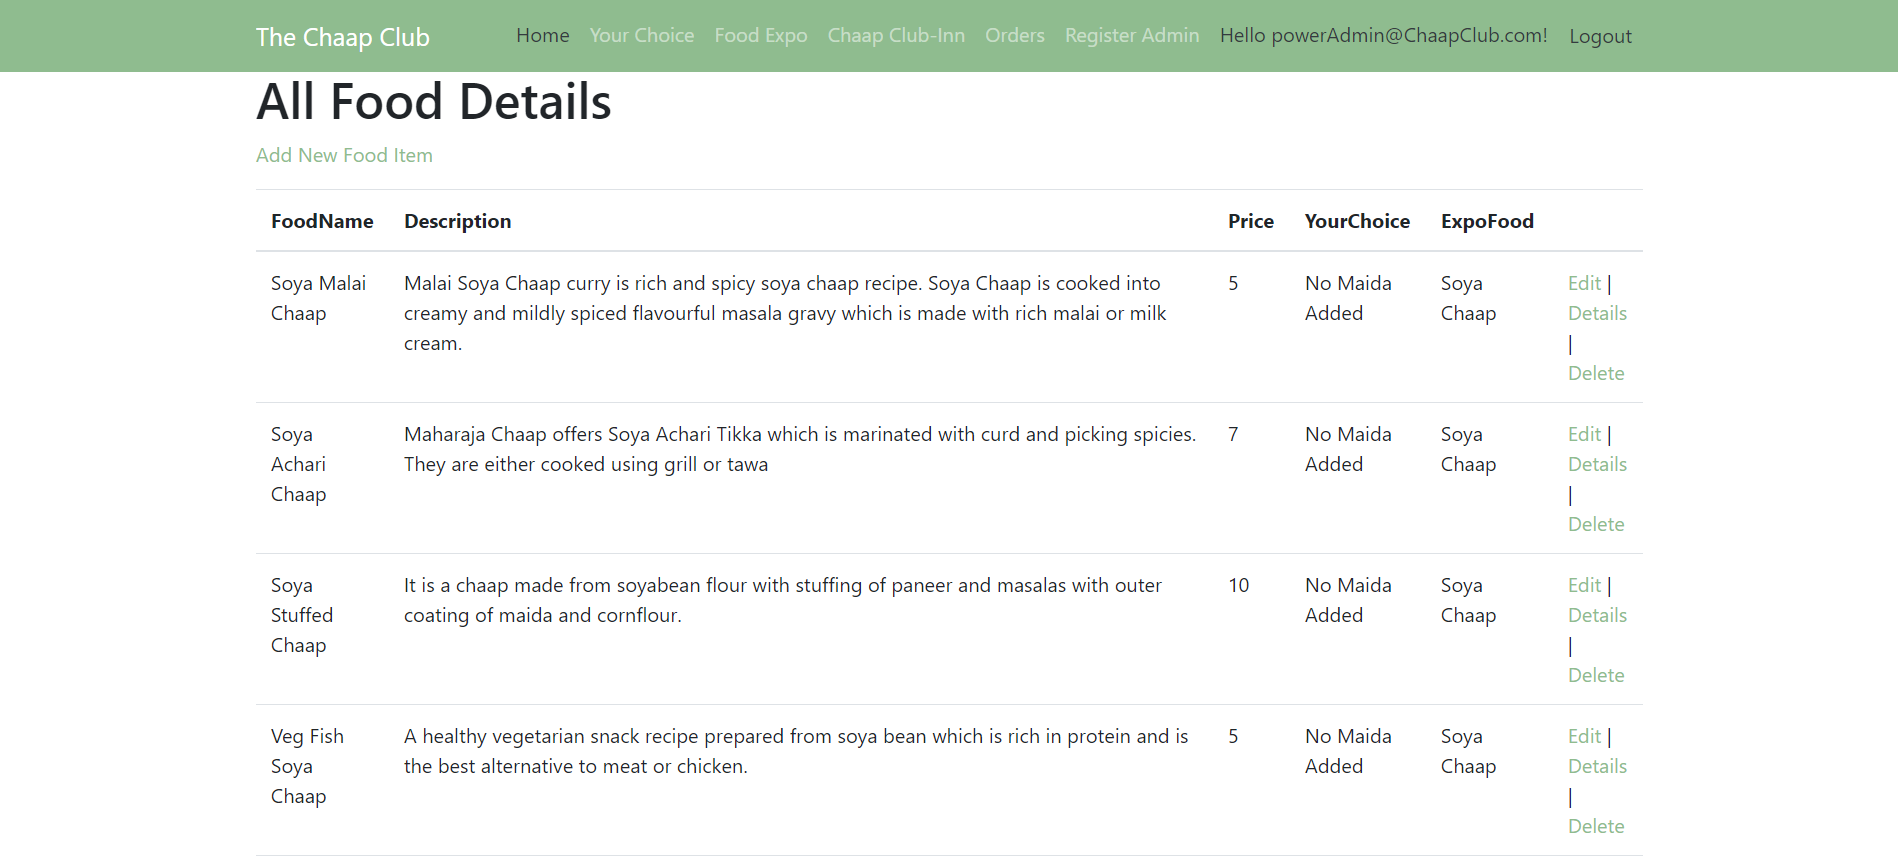 The Chaap Club Home Your Choice Food Expo Chaap Club-Inn Orders Register Admin Hello powerAdmin@ChaapClub.com! Logout
All Food Details
Add New Food Item
FoodName Description Price YourChoice ExpoFood
Soya Malai
Chaap
Malai Soya Chaap curry is rich and spicy soya chaap recipe. Soya Chaap is cooked into
creamy and mildly spiced flavourful masala gravy which is made with rich malai or milk
cream.
5
No Maida
Added
Soya
Chaap
Edit |
Details
|
Delete
Soya
Achari
Chaap
Maharaja Chaap offers Soya Achari Tikka which is marinated with curd and picking spicies.
They are either cooked using grill or tawa
7
No Maida
Added
Soya
Chaap
Edit |
Details
|
Delete
Soya
Stuffed
Chaap
It is a chaap made from soyabean flour with stuffing of paneer and masalas with outer
coating of maida and cornflour.
10
No Maida
Added
Soya
Chaap
Edit |
Details
|
Delete
Veg Fish
Soya
Chaap
A healthy vegetarian snack recipe prepared from soya bean which is rich in protein and is
the best alternative to meat or chicken.
5
No Maida
Added
Soya
Chaap
Edit |
Details
|
Delete